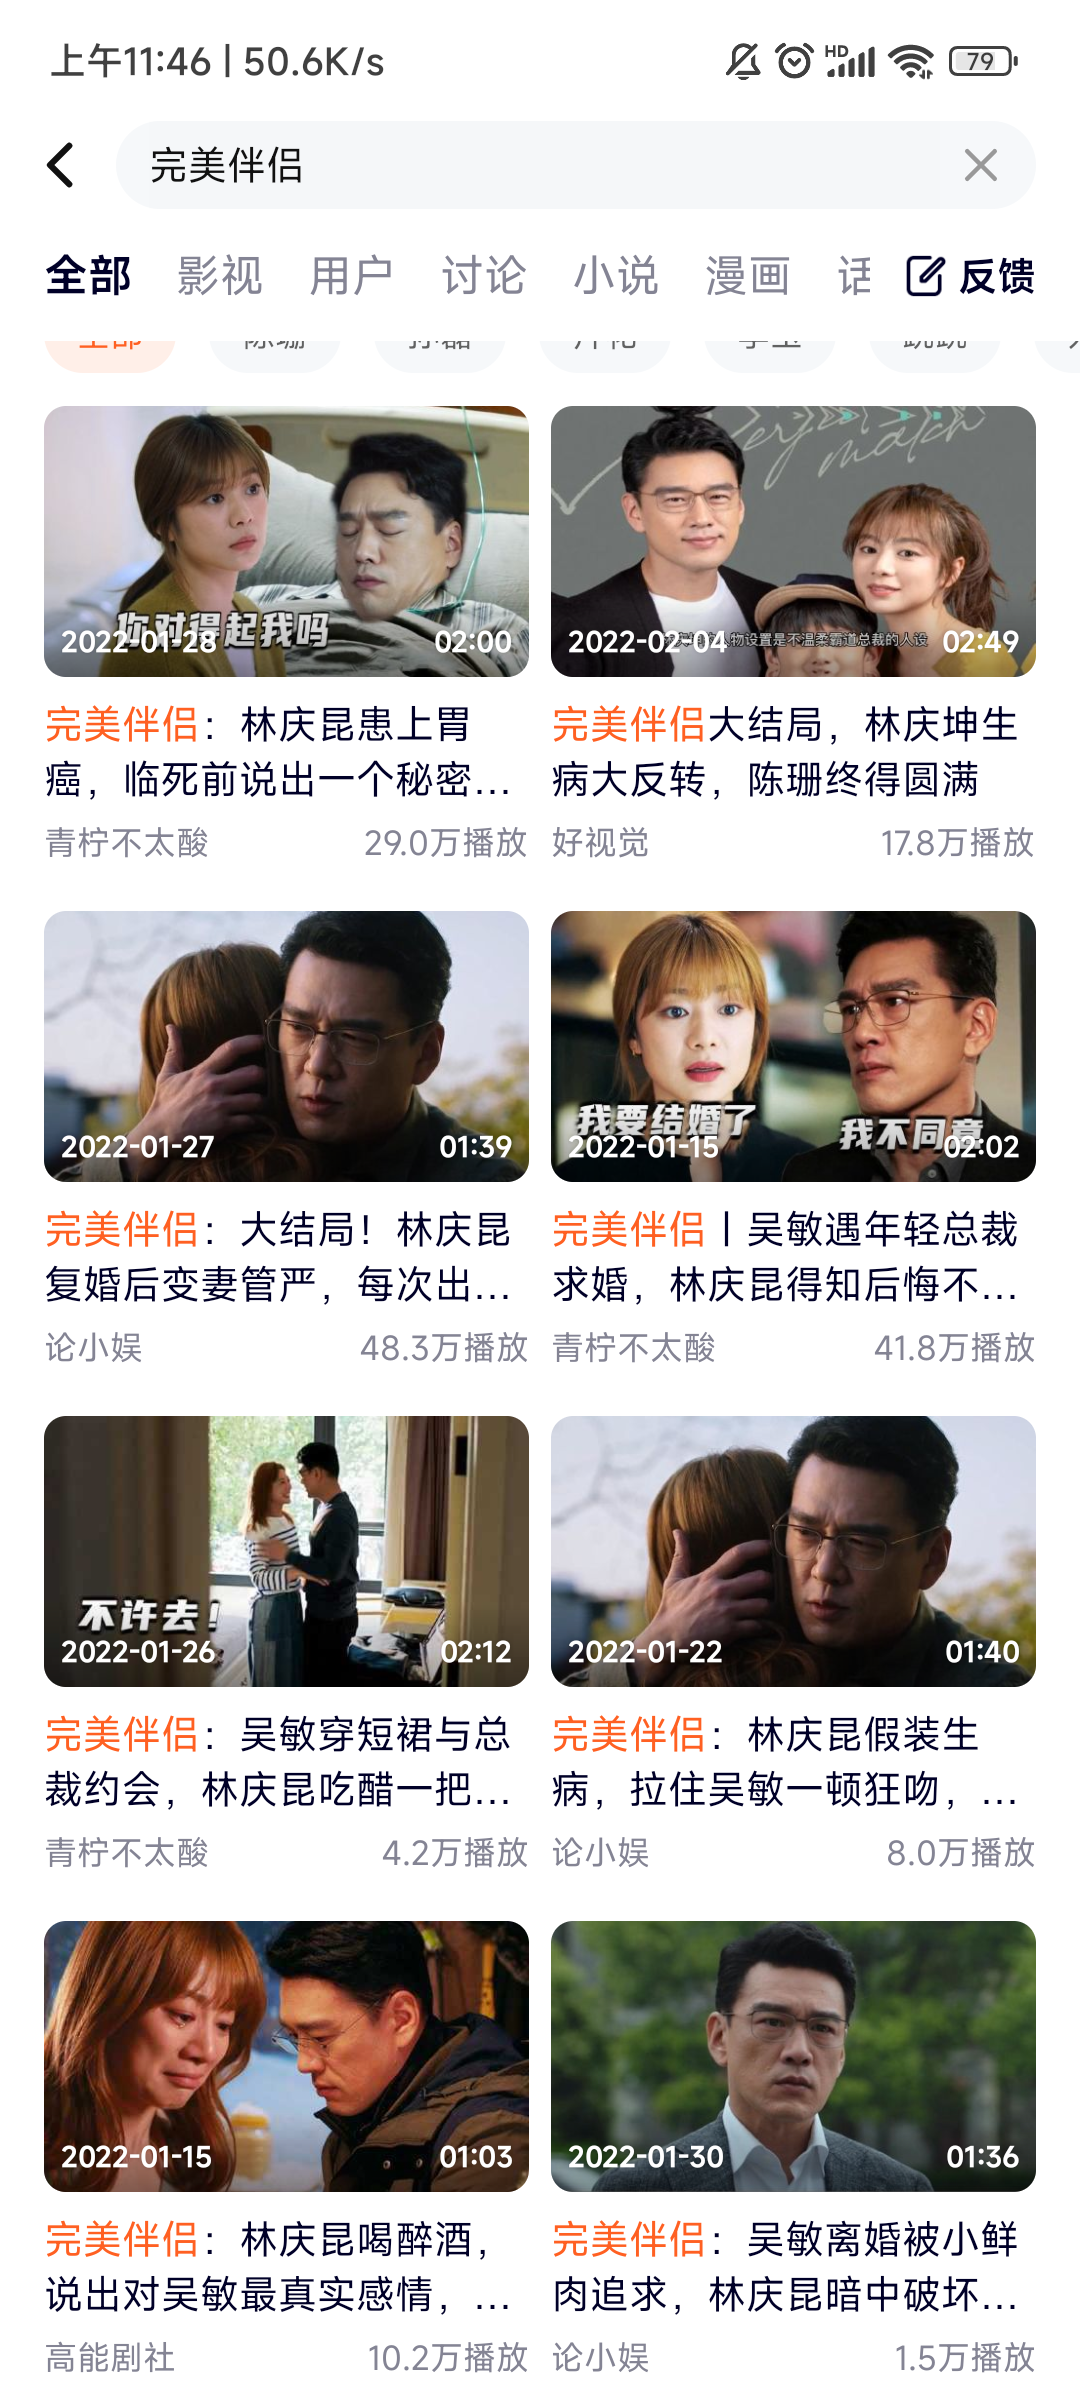 上午11:46 | 50.6K/s
HD
79
完美伴侣
全部 影视 用户 讨论 小说 漫画 反馈
全部 陈珊 孙磊
你对得起我吗
2022-01-28 02:00
Perfect match
物设置是不温柔霸道总裁的人设
2022-02-04 02:49
完美伴侣：林庆昆患上胃
癌，临死前说出一个秘密...
青柠不太酸 29.0万播放
完美伴侣大结局，林庆坤生
病大反转，陈珊终得圆满
好视觉 17.8万播放
2022-01-27 01:39
我要结婚了
我不同意
2022-01-15 02:02
完美伴侣：大结局！林庆昆
复婚后变妻管严，每次出...
论小娱 48.3万播放
完美伴侣丨吴敏遇年轻总裁
求婚，林庆昆得知后悔不...
青柠不太酸 41.8万播放
不许去！
2022-01-26 02:12
2022-01-22 01:40
完美伴侣：吴敏穿短裙与总
裁约会，林庆昆吃醋一把...
青柠不太酸 4.2万播放
完美伴侣：林庆昆假装生
病，拉住吴敏一顿狂吻，...
论小娱 8.0万播放
2022-01-15 01:03
2022-01-30 01:36
完美伴侣：林庆昆喝醉酒，
说出对吴敏最真实感情，...
高能剧社 10.2万播放
完美伴侣：吴敏离婚被小鲜
肉追求，林庆昆暗中破坏...
论小娱 1.5万播放